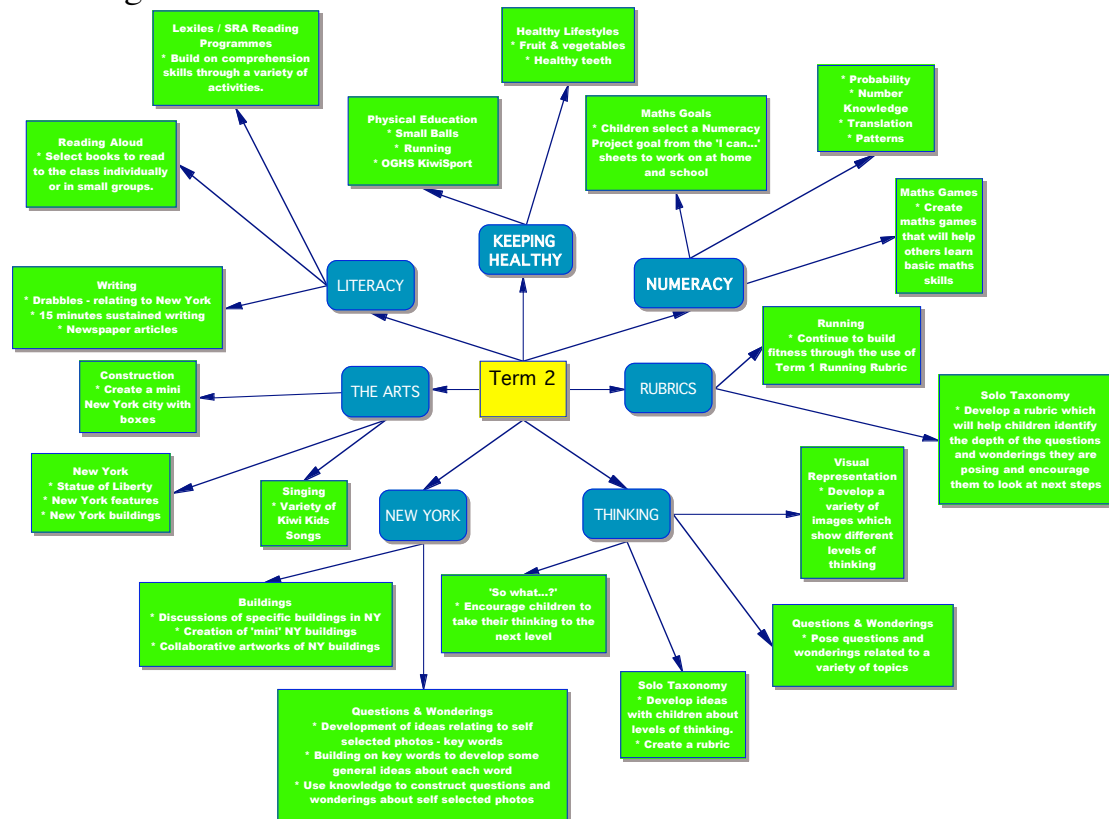 Lexiles / SRA Reading
Programmes
* Build on comprehension
skills through a variety of
activities.
Healthy Lifestyles
* Fruit & vegetables
* Healthy teeth
* Probability
* Number
Knowledge
* Translation
* Patterns
Physical Education
* Small Balls
* Running
* OGHS KiwiSport
Maths Goals
* Children select a Numeracy
Project goal from the 'I can...'
sheets to work on at home
and school
Reading Aloud
* Select books to read
to the class individually
or in small groups.
Maths Games
* Create
maths games
that will help
others learn
basic maths
skills
KEEPING
HEALTHY
LITERACY
NUMERACY
Writing
* Drabbles - relating to New York
* 15 minutes sustained writing
* Newspaper articles
Running
* Continue to build
fitness through the use of
Term 1 Running Rubric
Construction
* Create a mini
New York city with
boxes
THE ARTS
Term 2
RUBRICS
Solo Taxonomy
* Develop a rubric which
will help children identify
the depth of the questions
and wonderings they are
posing and encourage
them to look at next steps
New York
* Statue of Liberty
* New York features
* New York buildings
Singing
* Variety of
Kiwi Kids
Songs
NEW YORK
THINKING
Visual
Representation
* Develop a
variety of
images which
show different
levels of
thinking
Buildings
* Discussions of specific buildings in NY
* Creation of 'mini' NY buildings
* Collaborative artworks of NY buildings
'So what...?'
* Encourage children to
take their thinking to the
next level
Questions & Wonderings
* Pose questions and
wonderings related to a
variety of topics
Solo Taxonomy
* Develop ideas
with children about
levels of thinking.
* Create a rubric
Questions & Wonderings
* Development of ideas relating to self
selected photos - key words
* Building on key words to develop some
general ideas about each word
* Use knowledge to construct questions and
wonderings about self selected photos